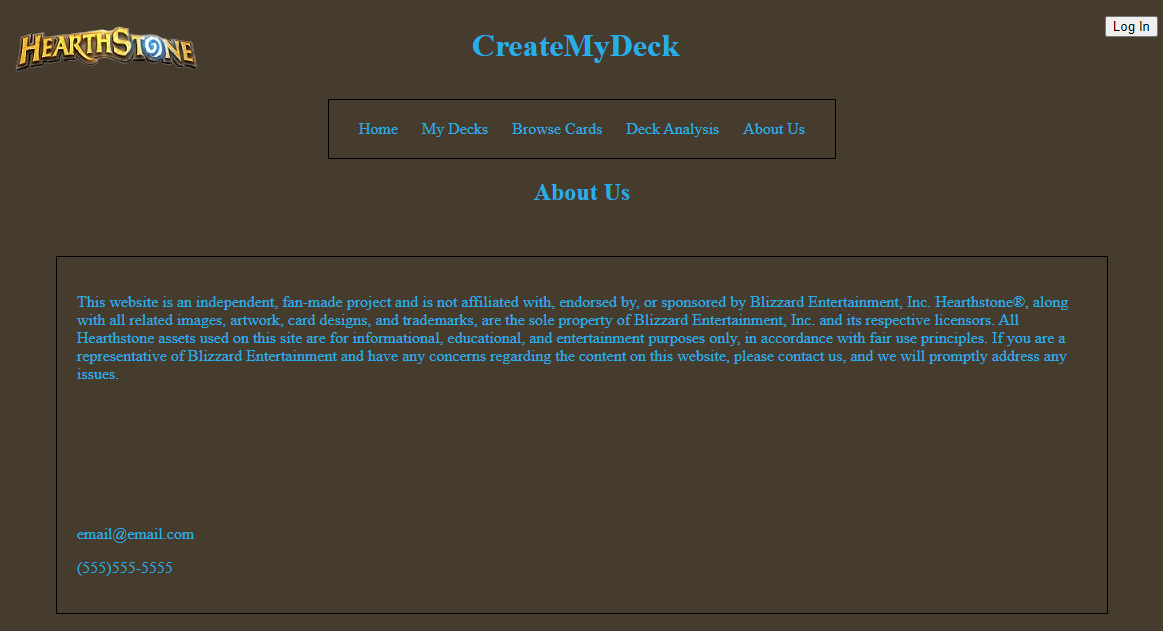 HEARTHSTONE
CreateMyDeck
Log In
Home My Decks Browse Cards Deck Analysis About Us
About Us
This website is an independent, fan-made project and is not affiliated with, endorsed by, or sponsored by Blizzard Entertainment, Inc. Hearthstone®, along
with all related images, artwork, card designs, and trademarks, are the sole property of Blizzard Entertainment, Inc. and its respective licensors. All
Hearthstone assets used on this site are for informational, educational, and entertainment purposes only, in accordance with fair use principles. If you are a
representative of Blizzard Entertainment and have any concerns regarding the content on this website, please contact us, and we will promptly address any
issues.
email@email.com
(555)555-5555